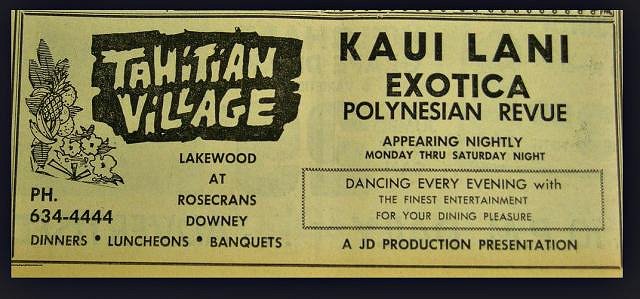 TAHITIAN
VILLAGE
LAKEWOOD
AT
ROSECRANS
DOWNEY
PH.
634-4444
DINNERS • LUNCHEONS • BANQUETS
KAUI LANI
EXOTICA
POLYNESIAN REVUE
APPEARING NIGHTLY
MONDAY THRU SATURDAY NIGHT
DANCING EVERY EVENING with
THE FINEST ENTERTAINMENT
FOR YOUR DINING PLEASURE
A JD PRODUCTION PRESENTATION